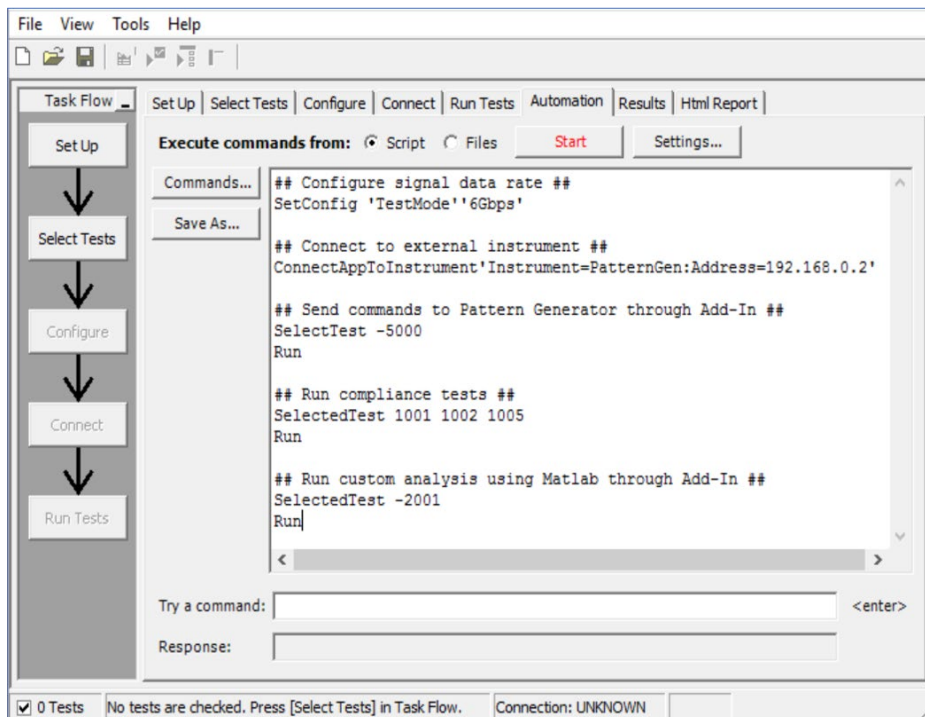 File View Tools Help
Task Flow _
Set Up
Select Tests
Configure
Connect
Run Tests
Set Up Select Tests Configure Connect Run Tests Automation Results Html Report
Execute commands from: Script Files Start Settings...
Commands...
Save As...
## Configure signal data rate ##
SetConfig 'TestMode''6Gbps'
## Connect to external instrument ##
ConnectAppToInstrument'Instrument=PatternGen:Address=192.168.0.2'
## Send commands to Pattern Generator through Add-In ##
SelectTest -5000
Run
## Run compliance tests ##
SelectedTest 1001 1002 1005
Run
## Run custom analysis using Matlab through Add-In ##
SelectedTest -2001
Run
Try a command: <enter>
Response:
0 Tests No tests are checked. Press [Select Tests] in Task Flow. Connection: UNKNOWN